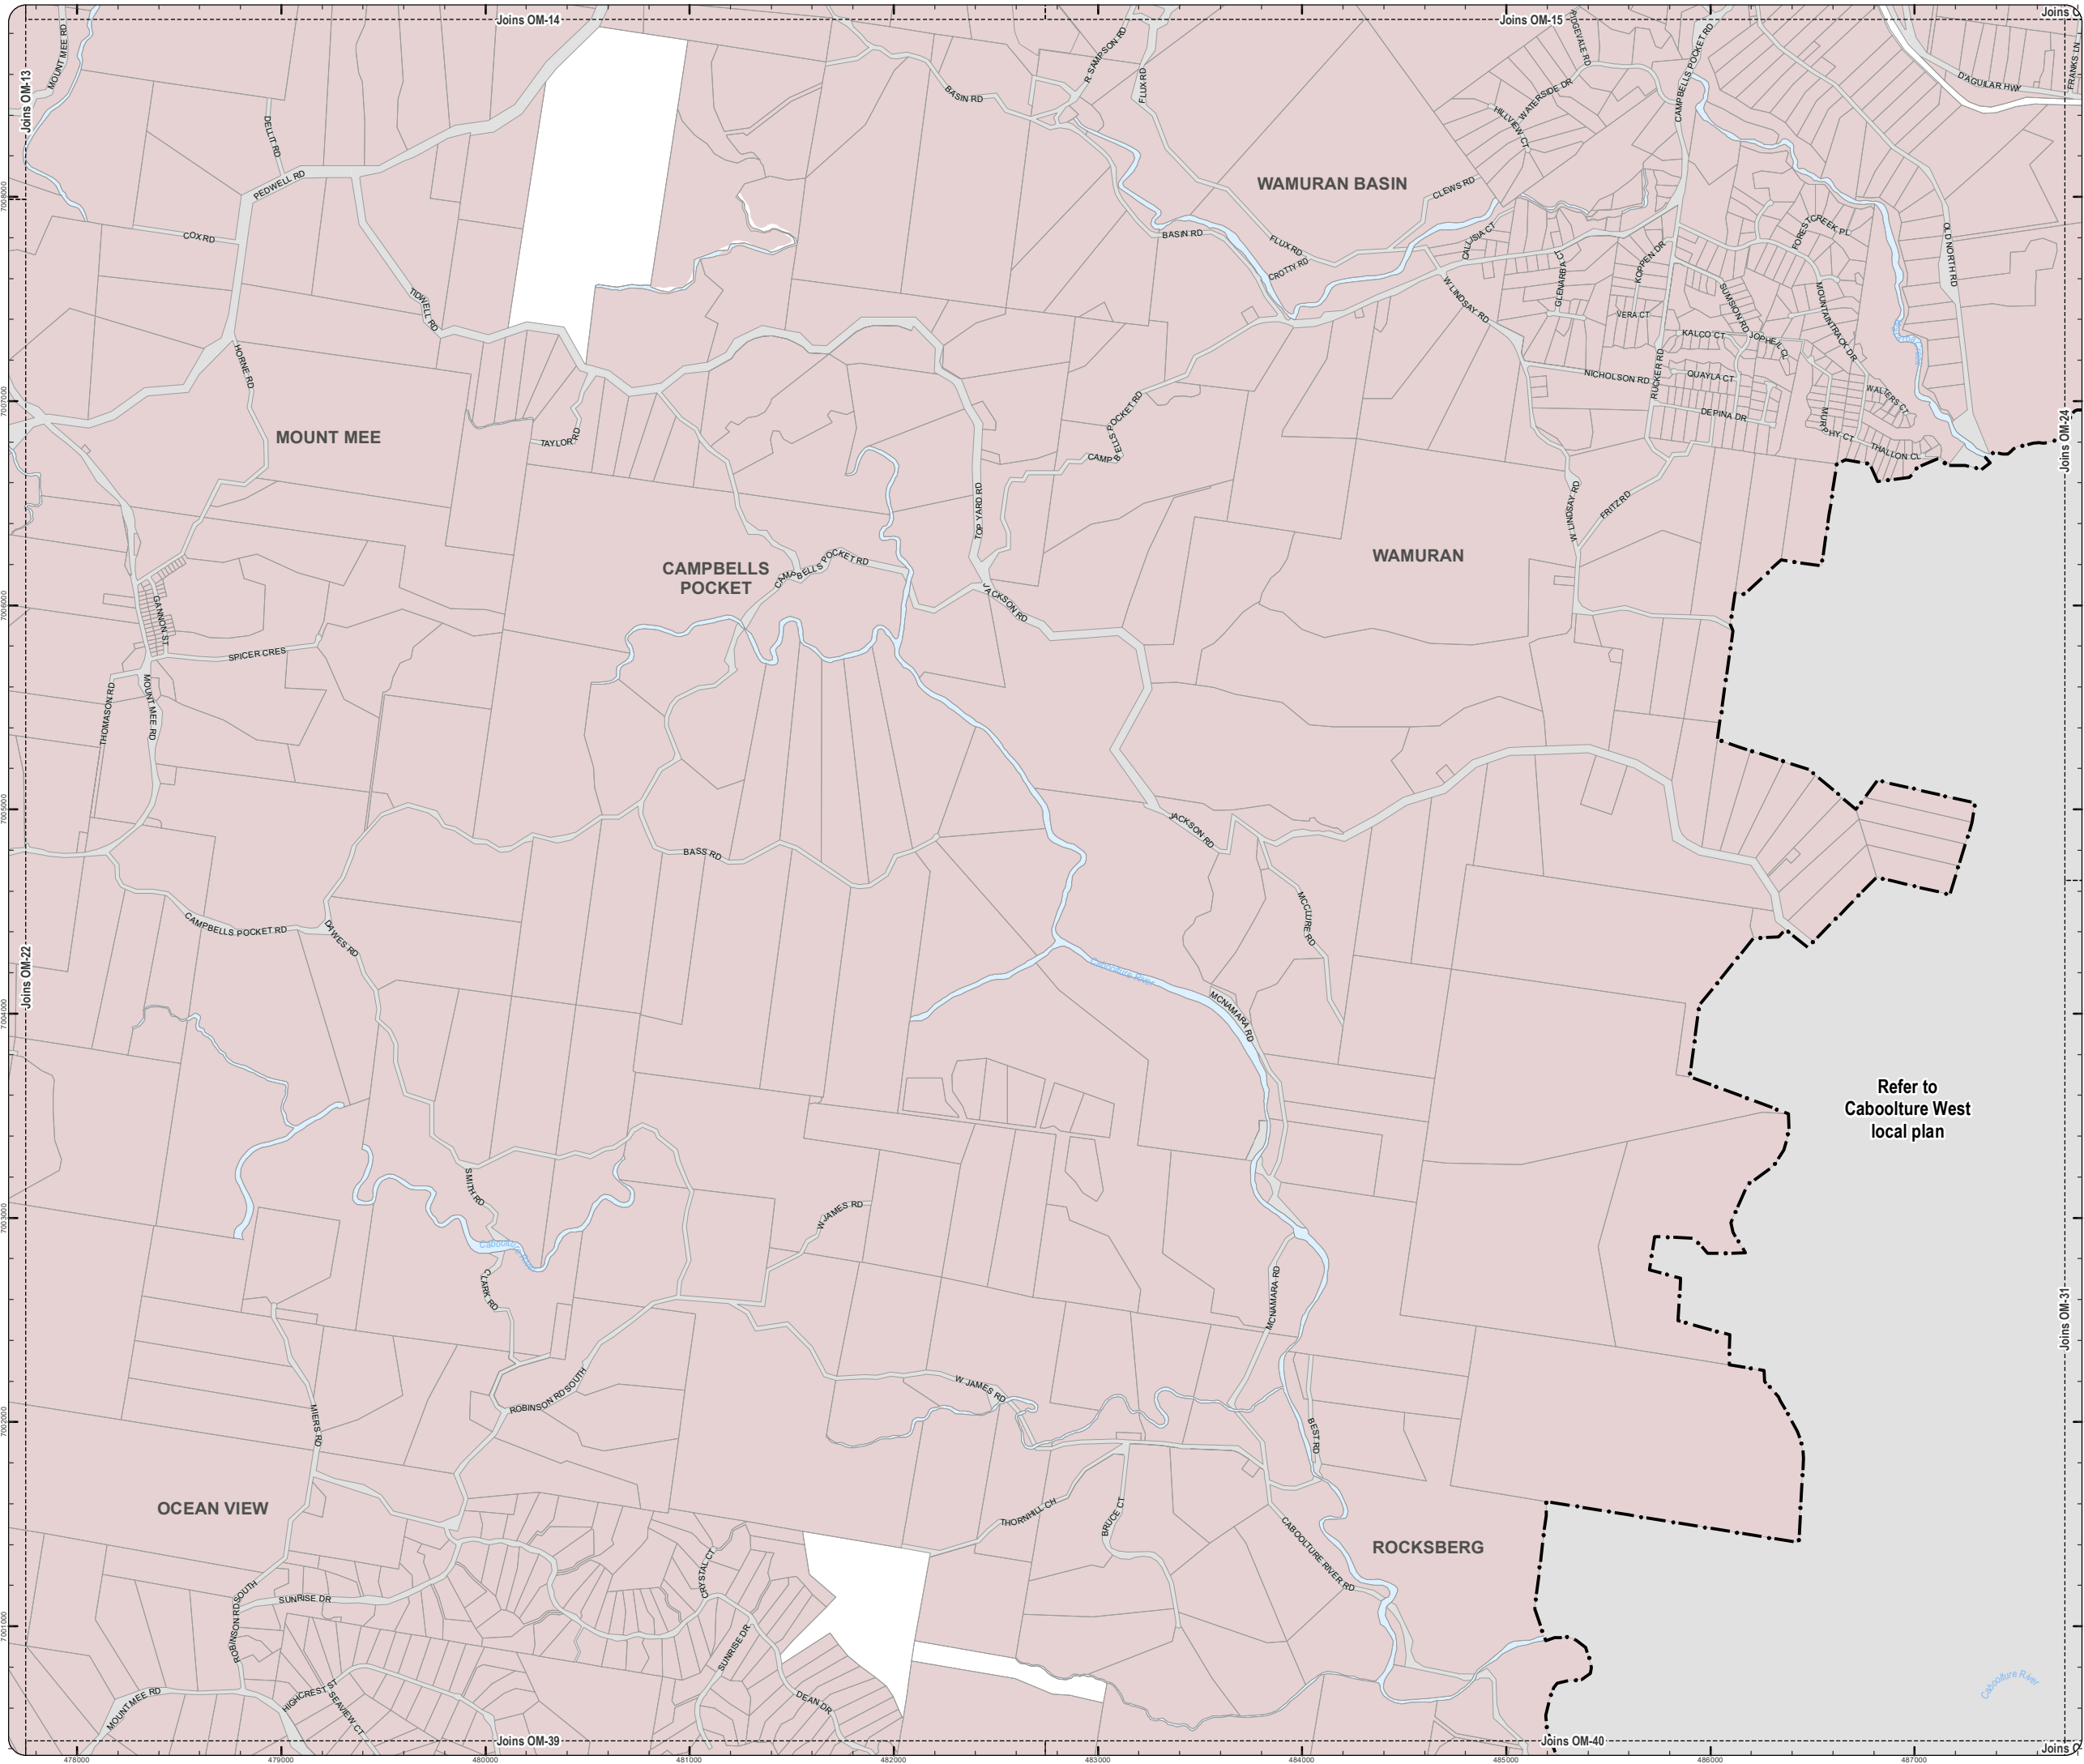 Joins OM-14
Joins OM-15
Joins O
Joins OM-13
MOUNT MEE RD
DELLIT RD
PEDWELL RD
COX RD
TIDWELL RD
HORNE RD
BASIN RD
R. SAMPSON RD
FLUX RD
RIDGEVALE RD
WATERSIDE DR
HILLVIEW CT
CAMPBELLS POCKET RD
D'AGUILAR HWY
FRANKS LN
WAMURAN BASIN
CLEWS RD
BASIN RD
FLUX RD
CROTTY RD
CALLISIA CT
GLENARBA CT
KOPPEN DR
FOREST CREEK PL
OLD NORTH RD
W LINDSAY RD
VERA CT
SUMSION RD
MOUNTAINTRACK DR
KALCO CT
JOPHEIL CL
NICHOLSON RD
RUCKER RD
QUAYLA CT
DEPINA DR
WALTERS CT
MURPHY CT
THALLON CL
Joins OM-24
MOUNT MEE
TAYLOR RD
CAMPBELLS POCKET RD
TOP YARD RD
W LINDSAY RD
FRITZ RD
WAMURAN
CAMPBELLS
POCKET
CAMPBELLS POCKET RD
JACKSON RD
GANNON ST
SPICER CRES
THOMASON RD
MOUNT MEE RD
JACKSON RD
BASS RD
MCCLURE RD
CAMPBELLS POCKET RD
DAWES RD
Joins OM-22
Caboolture River
MCNAMARA RD
Refer to
Caboolture West
local plan
SMITH RD
W JAMES RD
Caboolture River
CLARK RD
MCNAMARA RD
Joins OM-31
ROBINSON RD SOUTH
W JAMES RD
MIERS RD
BEST RD
OCEAN VIEW
THORNHILL CH
BRUCE CT
CABOOLTURE RIVER RD
ROCKSBERG
CRYSTAL CT
SUNRISE DR
ROBINSON RD SOUTH
SUNRISE DR
DEAN DR
HIGHCREST ST
SEAVIEW CT
MOUNT MEE RD
Caboolture River
Joins OM-39
Joins OM-40
Joins O
7008000
7007000
7006000
7005000
7004000
7003000
7002000
7001000
478000
479000
480000
481000
482000
483000
484000
485000
486000
487000